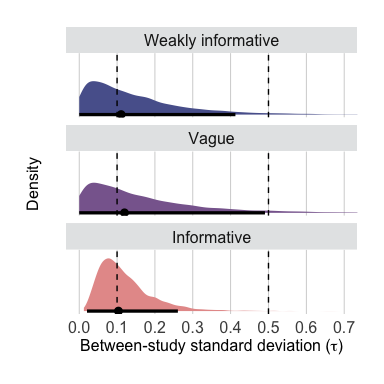 Weakly informative
Vague
Density
Informative
0.0 0.1 0.2 0.3 0.4 0.5 0.6 0.7
Between-study standard deviation (τ)